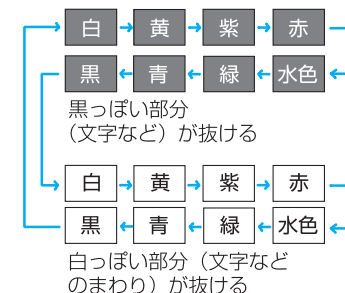 白 黄 紫 赤
黒 青 緑 水色
黒っぽい部分
（文字など）が抜ける
白 黄 紫 赤
黒 青 緑 水色
白っぽい部分（文字など
のまわり）が抜ける